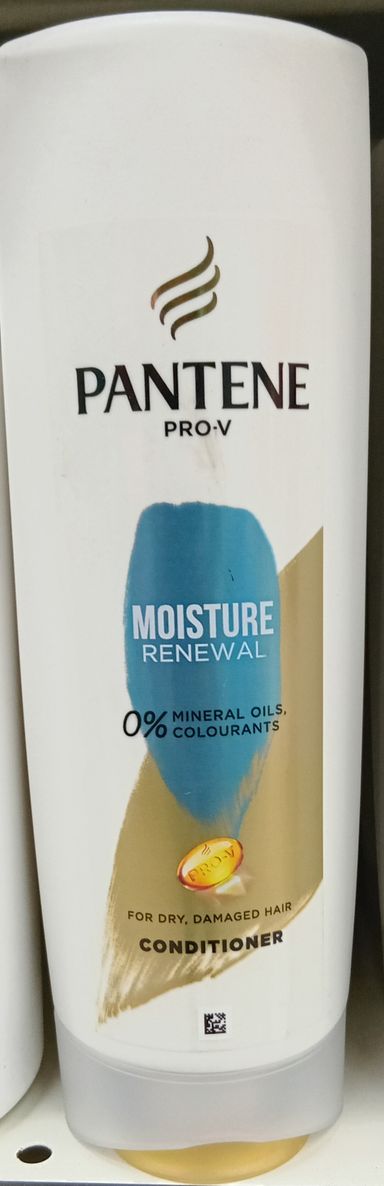 PANTENE
PRO-V
MOISTURE
RENEWAL
0% MINERAL OILS,
COLOURANTS
PRO-V
FOR DRY, DAMAGED HAIR
CONDITIONER